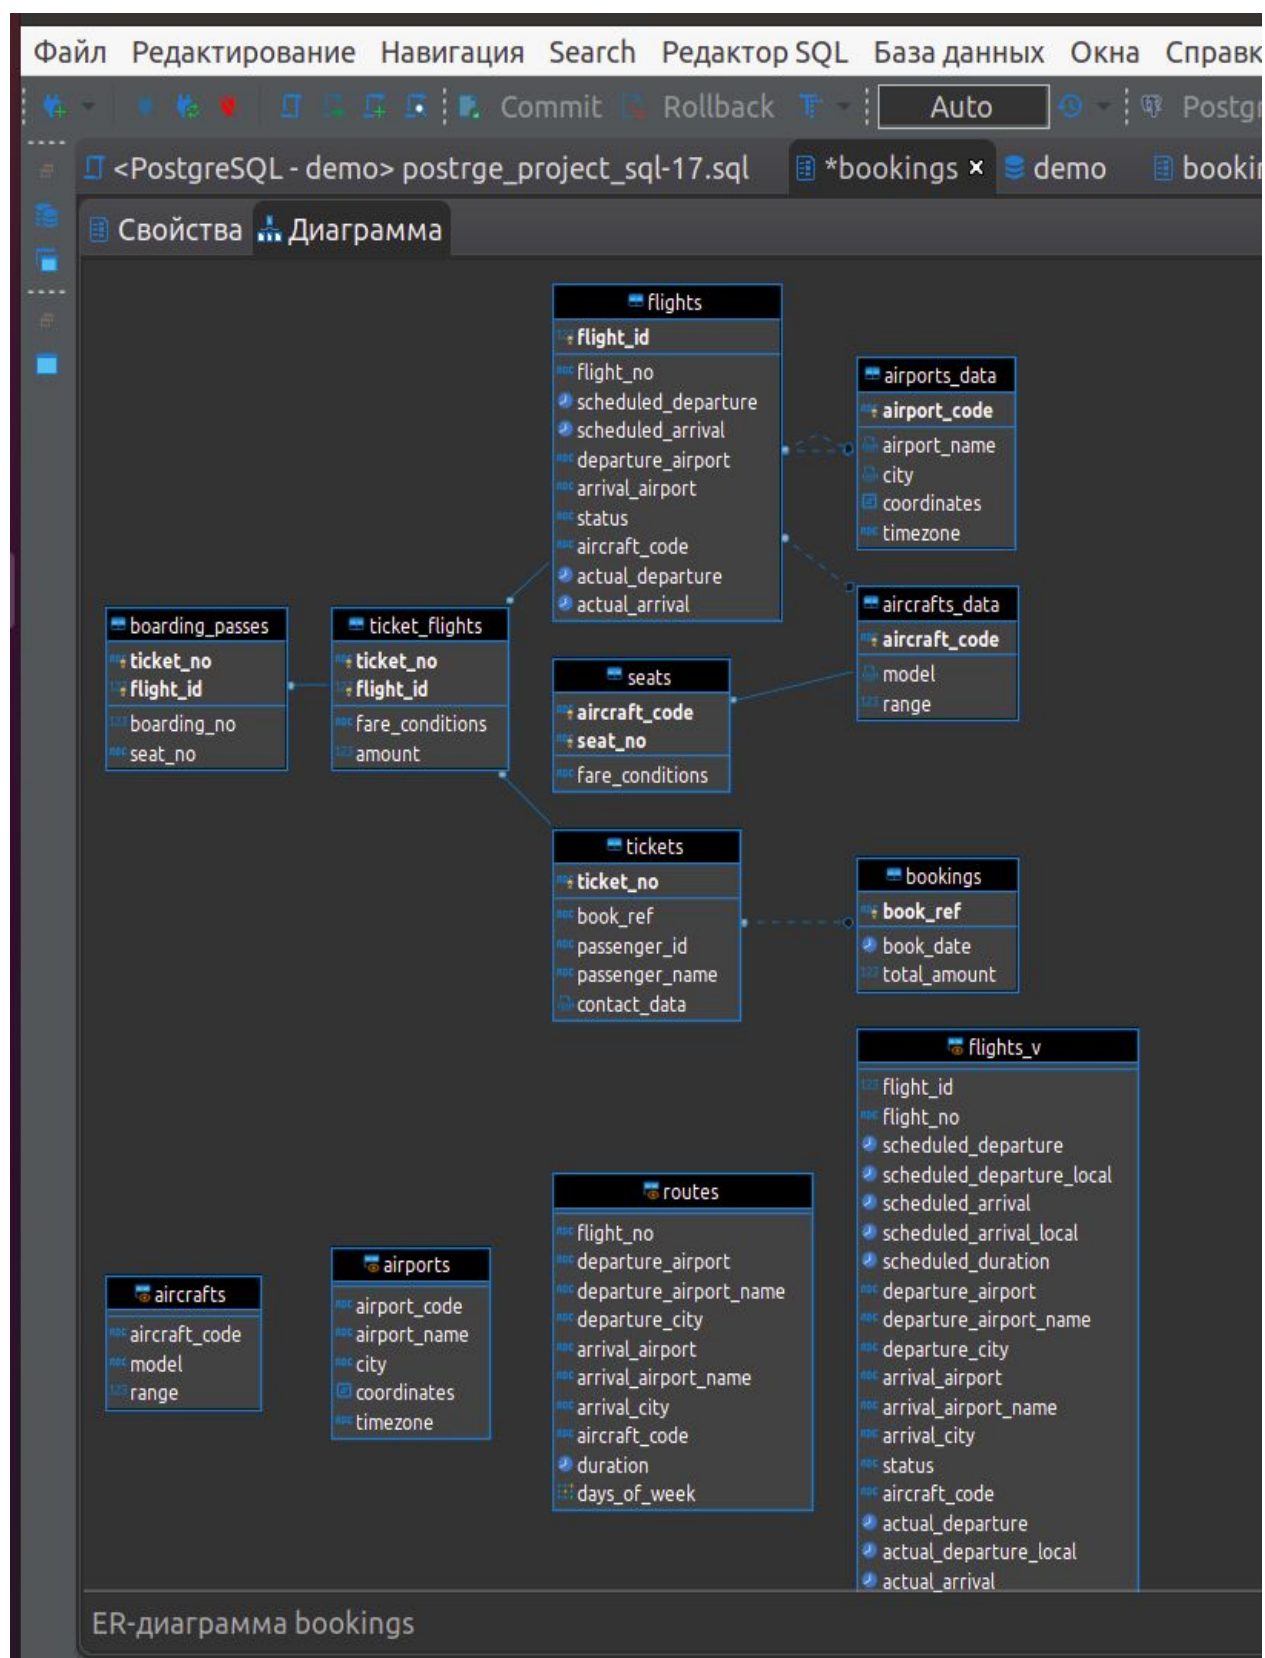 Файл Редактирование Навигация Search Редактор SQL База данных Окна Справк
Commit Rollback Auto Postgr
<PostgreSQL - demo> postrge_project_sql-17.sql *bookings demo bookin
Свойства Диаграмма
flights
flight_id
flight_no
scheduled_departure
scheduled_arrival
departure_airport
arrival_airport
status
aircraft_code
actual_departure
actual_arrival
airports_data
airport_code
airport_name
city
coordinates
timezone
aircrafts_data
aircraft_code
model
range
boarding_passes
ticket_no
flight_id
boarding_no
seat_no
ticket_flights
ticket_no
flight_id
fare_conditions
amount
seats
aircraft_code
seat_no
fare_conditions
tickets
ticket_no
book_ref
passenger_id
passenger_name
contact_data
bookings
book_ref
book_date
total_amount
flights_v
flight_id
flight_no
scheduled_departure
scheduled_departure_local
scheduled_arrival
scheduled_arrival_local
scheduled_duration
departure_airport
departure_airport_name
departure_city
arrival_airport
arrival_airport_name
arrival_city
status
aircraft_code
actual_departure
actual_departure_local
actual_arrival
routes
flight_no
departure_airport
departure_airport_name
departure_city
arrival_airport
arrival_airport_name
arrival_city
aircraft_code
duration
days_of_week
airports
airport_code
airport_name
city
coordinates
timezone
aircrafts
aircraft_code
model
range
ER-диаграмма bookings